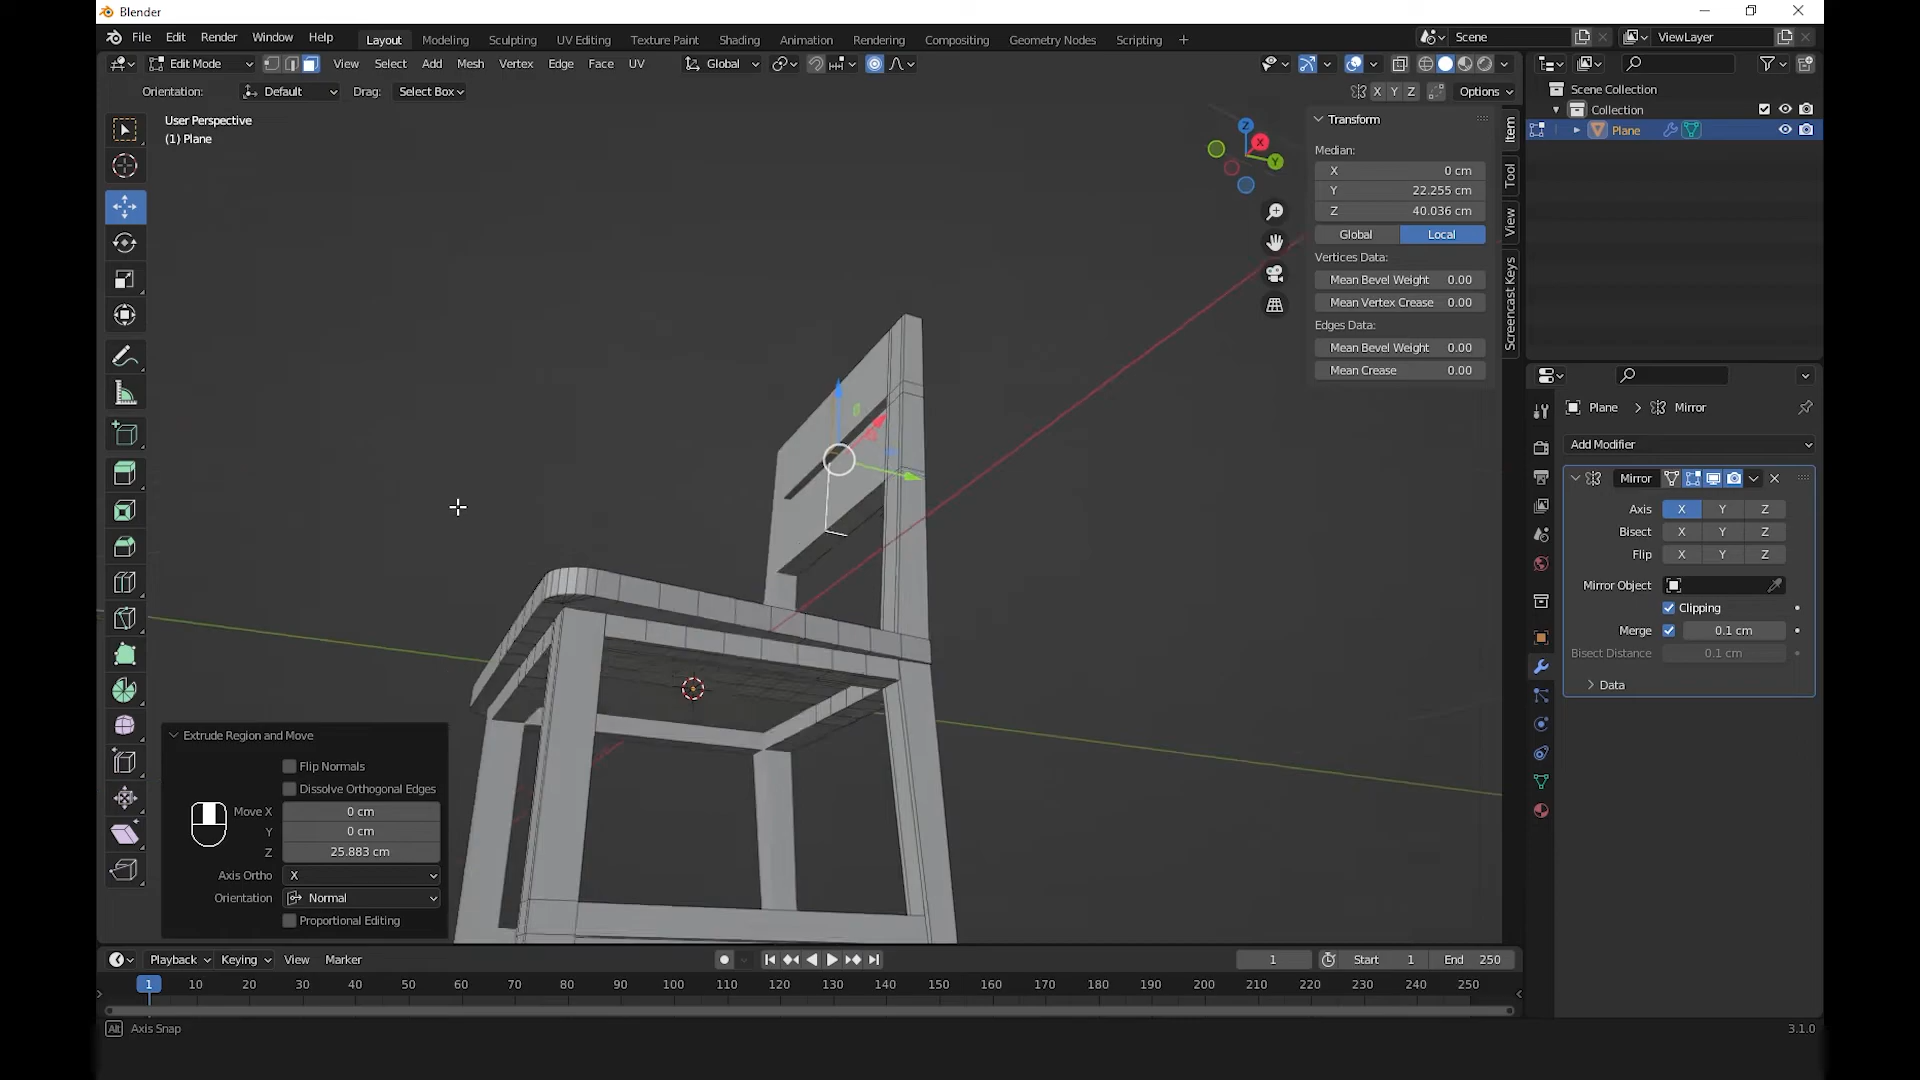 Blender
File Edit Render Window Help Layout Modeling Sculpting UV Editing Texture Paint Shading Animation Rendering Compositing Geometry Nodes Scripting Scene ViewLayer
Edit Mode View Select Add Mesh Vertex Edge Face UV Global
Orientation: Default Drag: Select Box X Y Z Options
User Perspective
(1) Plane
Z X Y
Transform
Median:
X 0 cm
Y 22.255 cm
Z 40.036 cm
Global Local
Vertices Data:
Mean Bevel Weight 0.00
Mean Vertex Crease 0.00
Edges Data:
Mean Bevel Weight 0.00
Mean Crease 0.00
Item
Tool
View
Screencast Keys
Scene Collection
Collection
Plane
Plane Mirror
Add Modifier
Mirror
Axis X Y Z
Bisect X Y Z
Flip X Y Z
Mirror Object
Clipping
Merge 0.1 cm
Bisect Distance 0.1 cm
Data
Extrude Region and Move
Flip Normals
Dissolve Orthogonal Edges
Move X 0 cm
Y 0 cm
Z 25.883 cm
Axis Ortho X
Orientation Normal
Proportional Editing
Playback Keying View Marker 1 Start 1 End 250
1 10 20 30 40 50 60 70 80 90 100 110 120 130 140 150 160 170 180 190 200 210 220 230 240 250
Alt Axis Snap 3.1.0